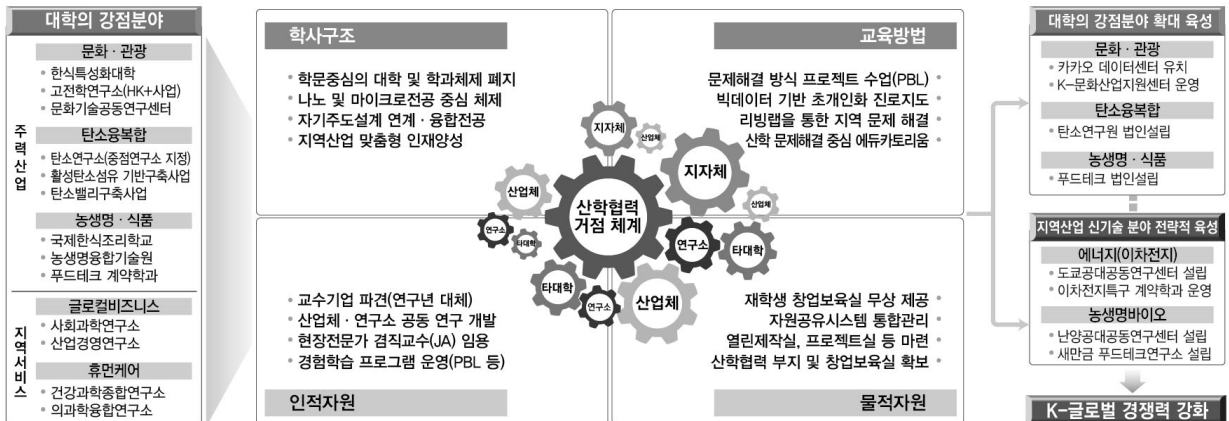 대학의 강점분야
주력산업
문화 · 관광
• 한식특성화대학
• 고전학연구소(HK+사업)
• 문화기술공동연구센터
탄소융복합
• 탄소연구소(중점연구소 지정)
• 활성탄소섬유 기반구축사업
• 탄소밸리구축사업
농생명 · 식품
• 국제한식조리학교
• 농생명융합기술원
• 푸드테크 계약학과
지역서비스
글로컬비즈니스
• 사회과학연구소
• 산업경영연구소
휴먼케어
• 건강과학종합연구소
• 의과학융합연구소
학사구조
• 학문중심의 대학 및 학과체제 폐지
• 나노 및 마이크로전공 중심 체제
• 자기주도설계 연계 · 융합전공
• 지역산업 맞춤형 인재양성
교육방법
문제해결 방식 프로젝트 수업(PBL) •
빅데이터 기반 초개인화 진로지도 •
리빙랩을 통한 지역 문제 해결 •
산학 문제해결 중심 에듀카토리움 •
지자체
산업체
지자체
산업체
산학협력
거점 체계
산업체
연구소
타대학
연구소
타대학
타대학
연구소
산업체
• 교수기업 파견(연구년 대체)
• 산업체 · 연구소 공동 연구 개발
• 현장전문가 겸직교수(JA) 임용
• 경험학습 프로그램 운영(PBL 등)
인적자원
재학생 창업보육실 무상 제공 •
자원공유시스템 통합관리 •
열린제작실, 프로젝트실 등 마련 •
산학협력 부지 및 창업보육실 확보 •
물적자원
대학의 강점분야 확대 육성
문화 · 관광
• 카카오 데이터센터 유치
• K-문화산업지원센터 운영
탄소융복합
• 탄소연구원 법인설립
농생명 · 식품
• 푸드테크 법인설립
지역산업 신기술 분야 전략적 육성
에너지(이차전지)
• 도쿄공대공동연구센터 설립
• 이차전지특구 계약학과 운영
농생명바이오
• 난양공대공동연구센터 설립
• 새만금 푸드테크연구소 설립
K-글로벌 경쟁력 강화